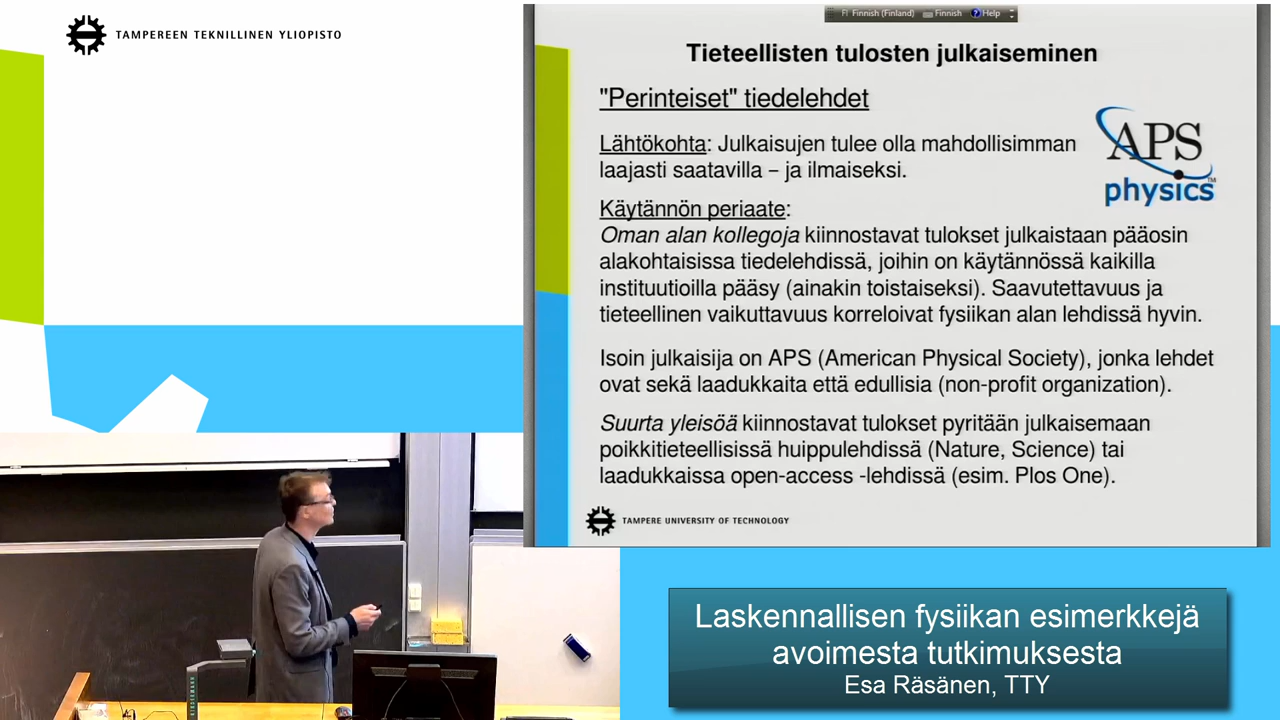 TAMPEREEN TEKNILLINEN YLIOPISTO
FI Finnish (Finland) Finnish Help
Tieteellisten tulosten julkaiseminen
"Perinteiset" tiedelehdet
Lähtökohta: Julkaisujen tulee olla mahdollisimman
laajasti saatavilla – ja ilmaiseksi.
APS
physics™
Käytännön periaate:
Oman alan kollegoja kiinnostavat tulokset julkaistaan pääosin
alakohtaisissa tiedelehdissä, joihin on käytännössä kaikilla
instituutioilla pääsy (ainakin toistaiseksi). Saavutettavuus ja
tieteellinen vaikuttavuus korreloivat fysiikan alan lehdissä hyvin.
Isoin julkaisija on APS (American Physical Society), jonka lehdet
ovat sekä laadukkaita että edullisia (non-profit organization).
Suurta yleisöä kiinnostavat tulokset pyritään julkaisemaan
poikkitieteellisissä huippulehdissä (Nature, Science) tai
laadukkaissa open-access -lehdissä (esim. Plos One).
TAMPERE UNIVERSITY OF TECHNOLOGY
Laskennallisen fysiikan esimerkkejä
avoimesta tutkimuksesta
Esa Räsänen, TTY